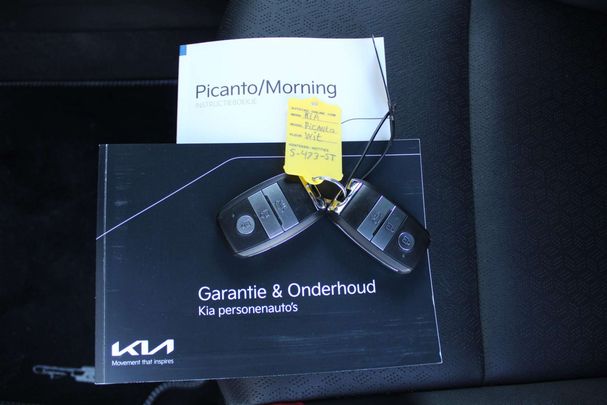 Picanto/Morning
INSTRUCTIEBOEKJE
KIA
Picanto
Wit
S-473-ST
Garantie & Onderhoud
Kia personenauto's
KIA
Movement that inspires